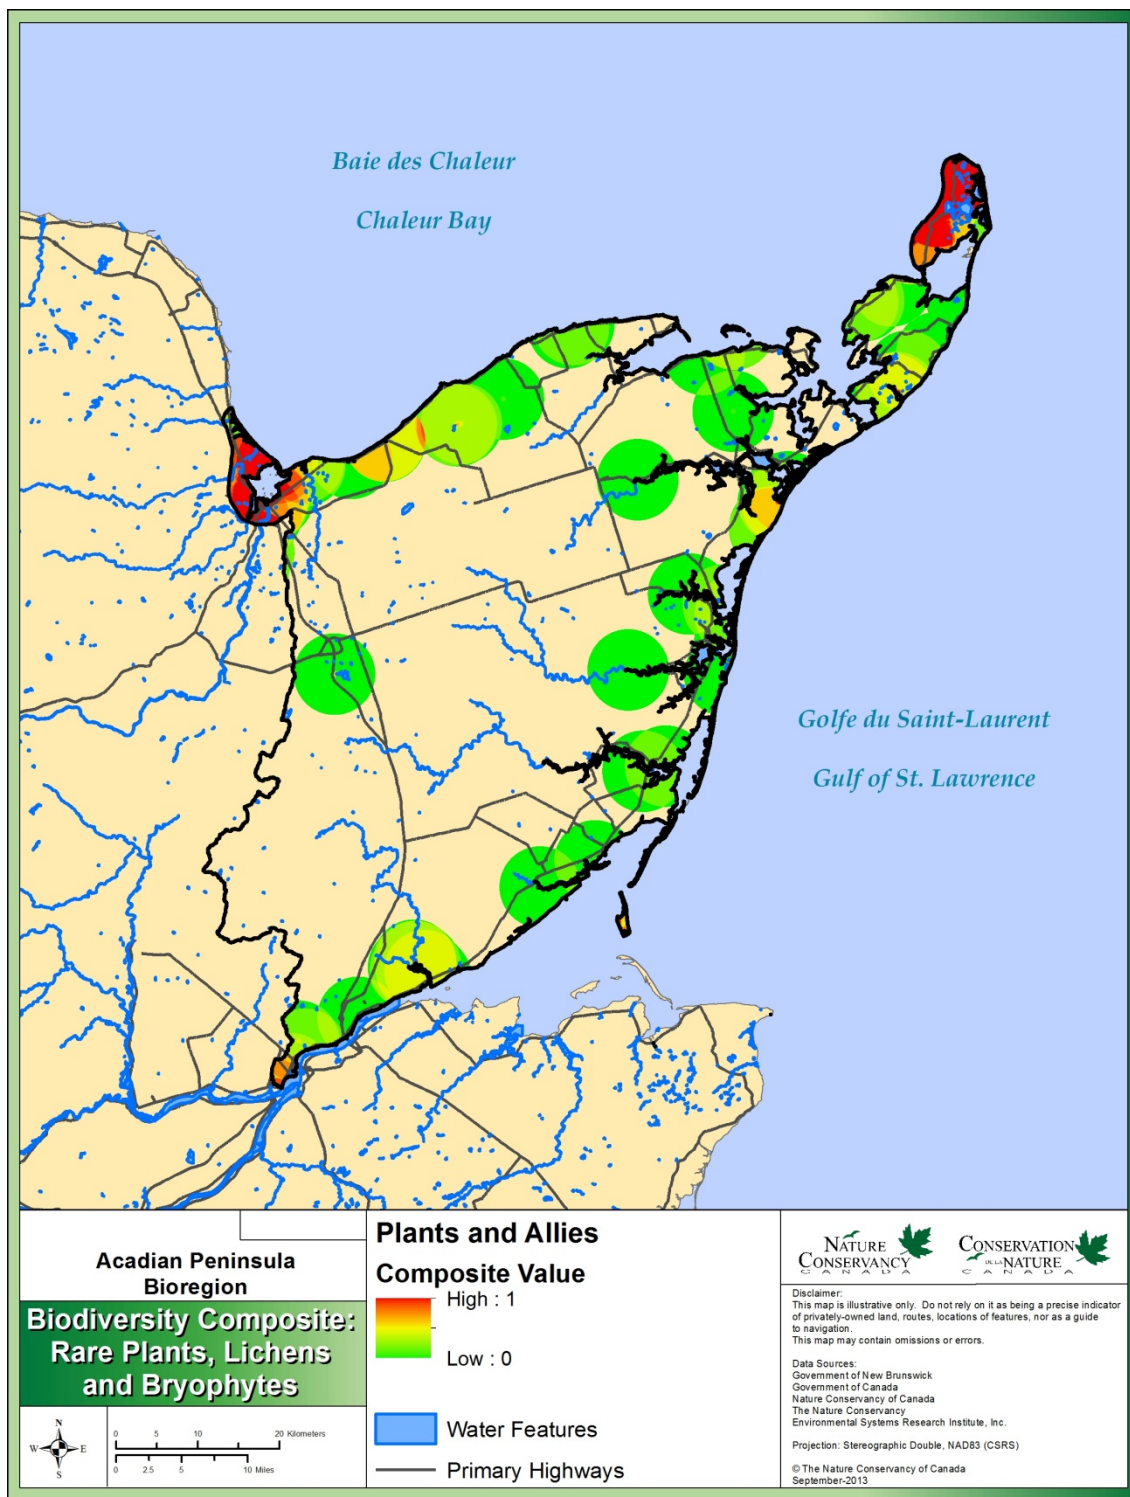 Baie des Chaleur
Chaleur Bay
Golfe du Saint-Laurent
Gulf of St. Lawrence
Acadian Peninsula
Bioregion
Biodiversity Composite:
Rare Plants, Lichens
and Bryophytes
N
W E
S
0 5 10 20 Kilometers
0 2.5 5 10 Miles
Plants and Allies
Composite Value
High : 1
Low : 0
Water Features
Primary Highways
NATURE
CONSERVANCY
CANADA
CONSERVATION
DE LA NATURE
CANADA
Disclaimer:
This map is illustrative only. Do not rely on it as being a precise indicator
of privately-owned land, routes, locations of features, nor as a guide
to navigation.
This map may contain omissions or errors.
Data Sources:
Government of New Brunswick
Government of Canada
Nature Conservancy of Canada
The Nature Conservancy
Environmental Systems Research Institute, Inc.
Projection: Stereographic Double, NAD83 (CSRS)
© The Nature Conservancy of Canada
September-2013